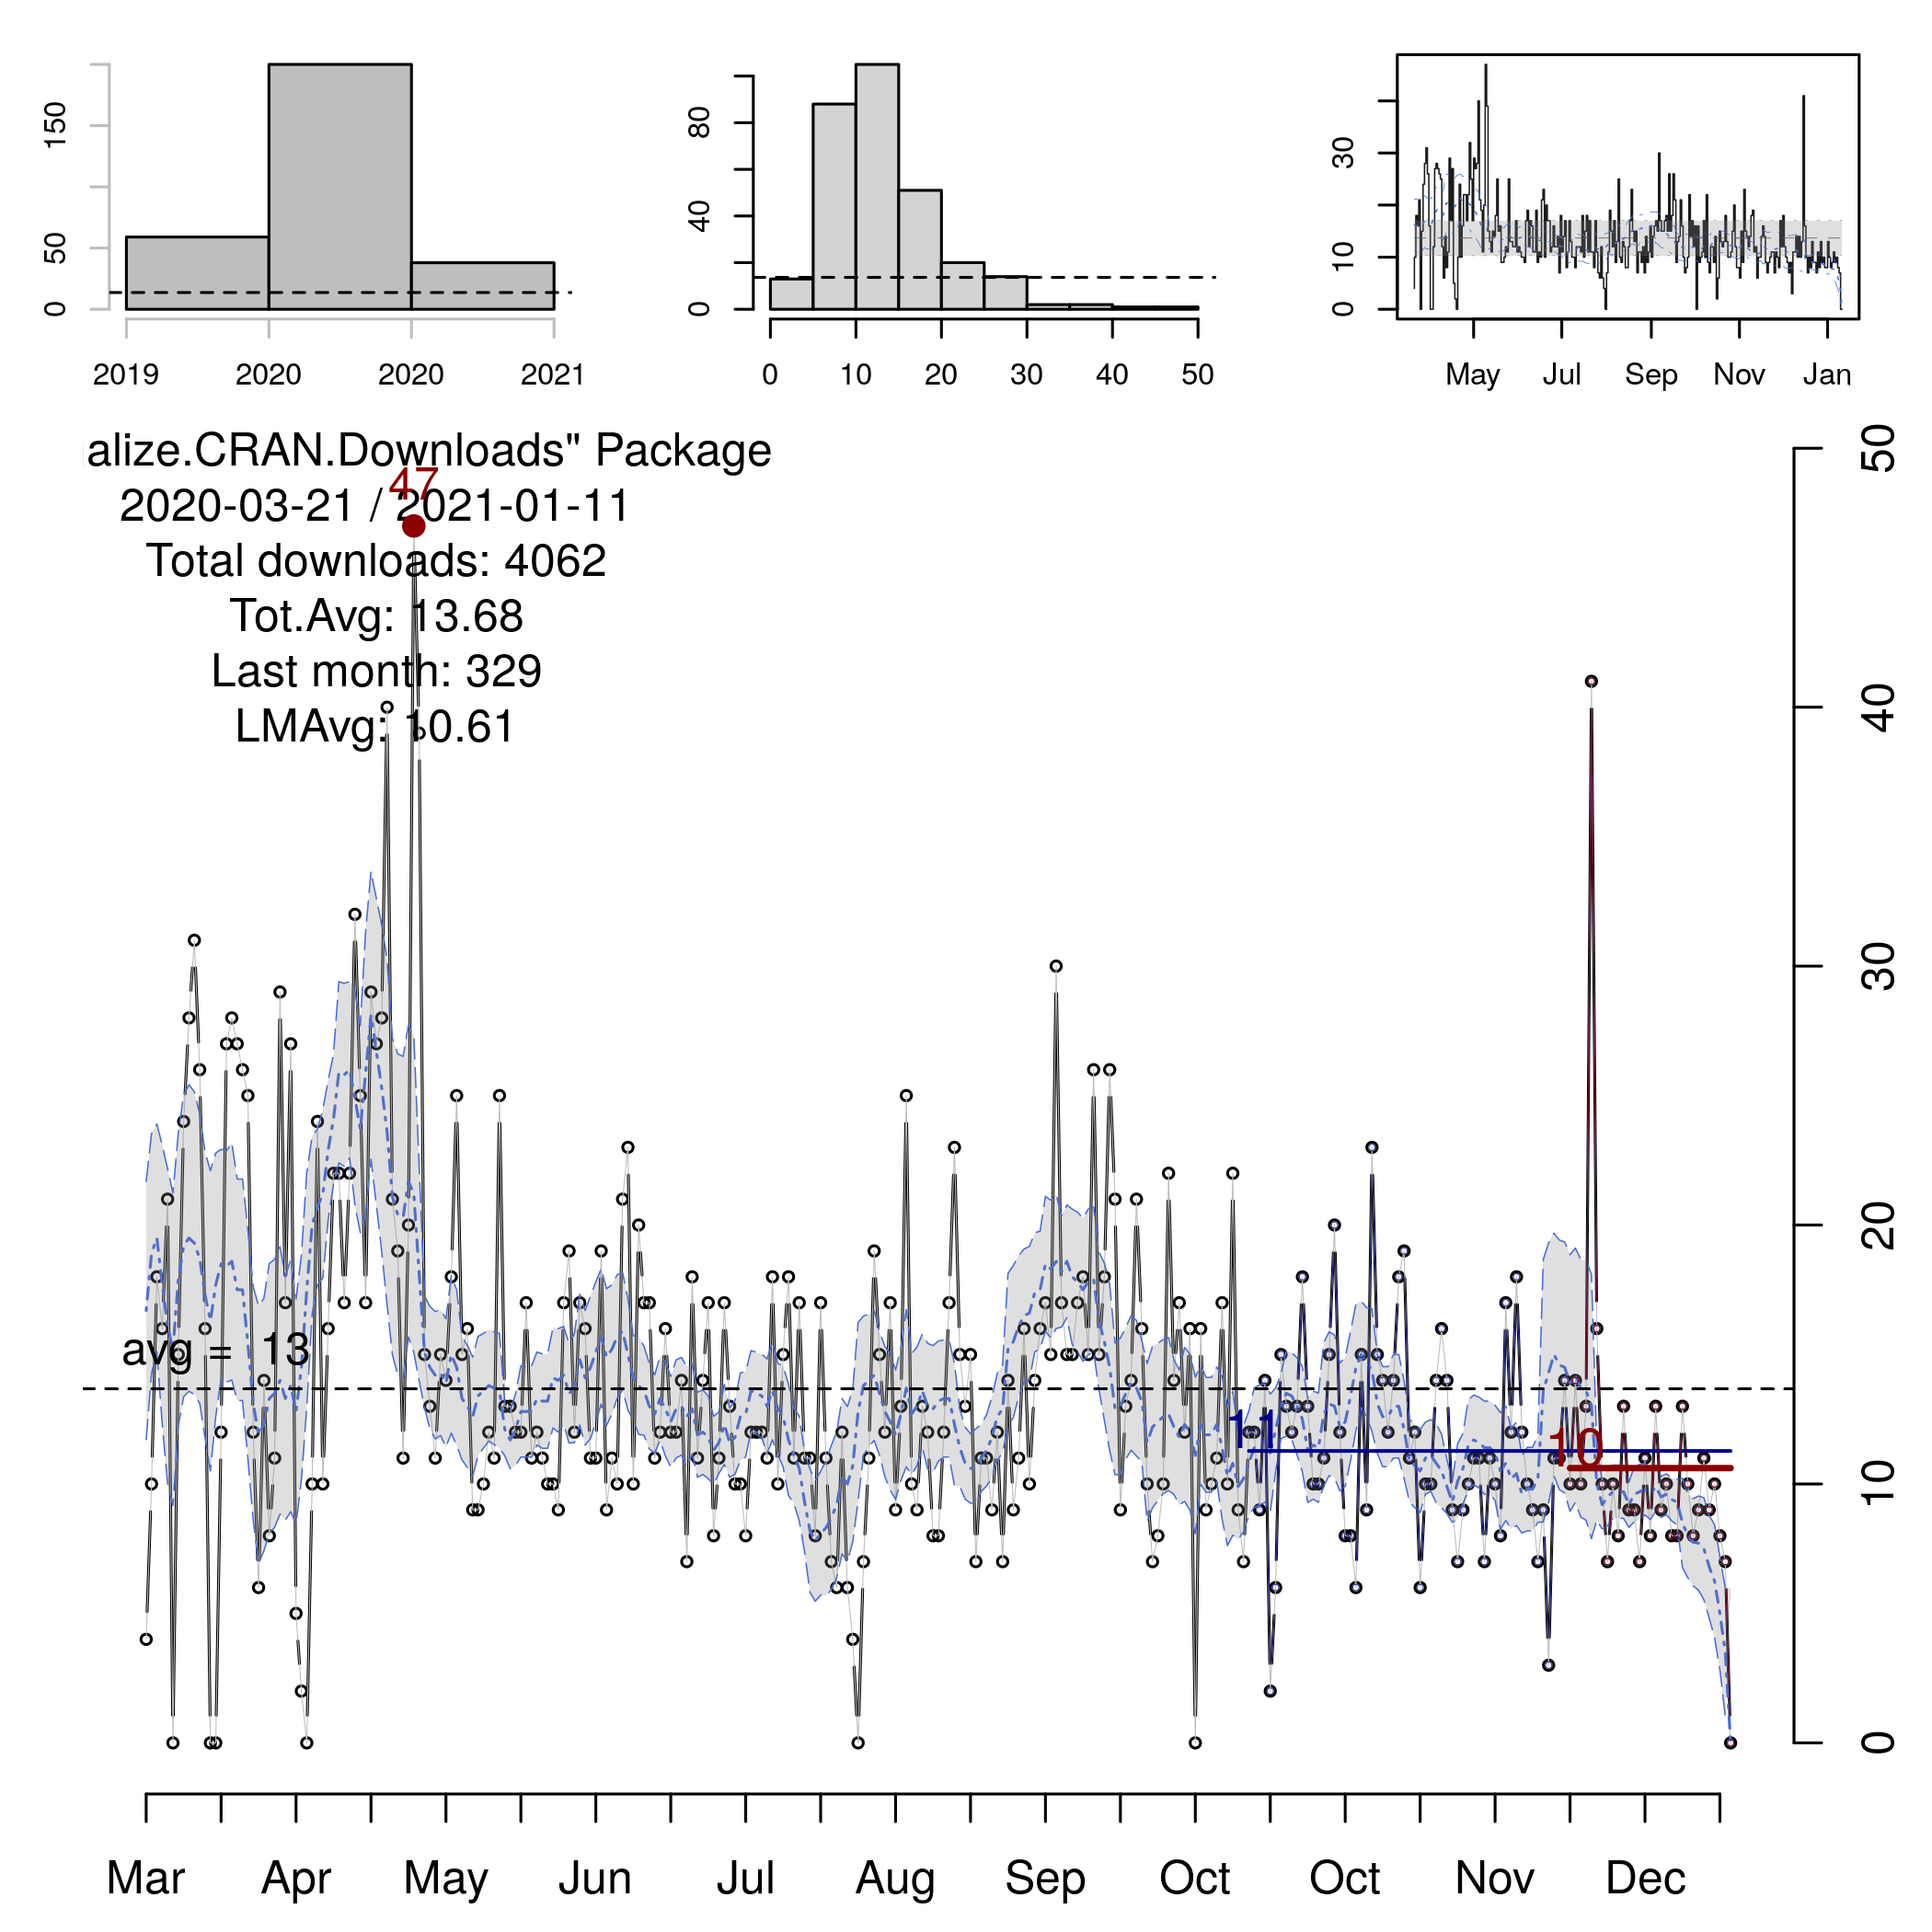 150
50
0
2019 2020 2020 2021
80
40
0
0 10 20 30 40 50
30
10
0
May Jul Sep Nov Jan
alize.CRAN.Downloads" Package
47
2020-03-21 / 2021-01-11
Total downloads: 4062
Tot.Avg: 13.68
Last month: 329
LMAvg: 10.61
avg = 13
11
10
50
40
30
20
10
0
Mar Apr May Jun Jul Aug Sep Oct Oct Nov Dec